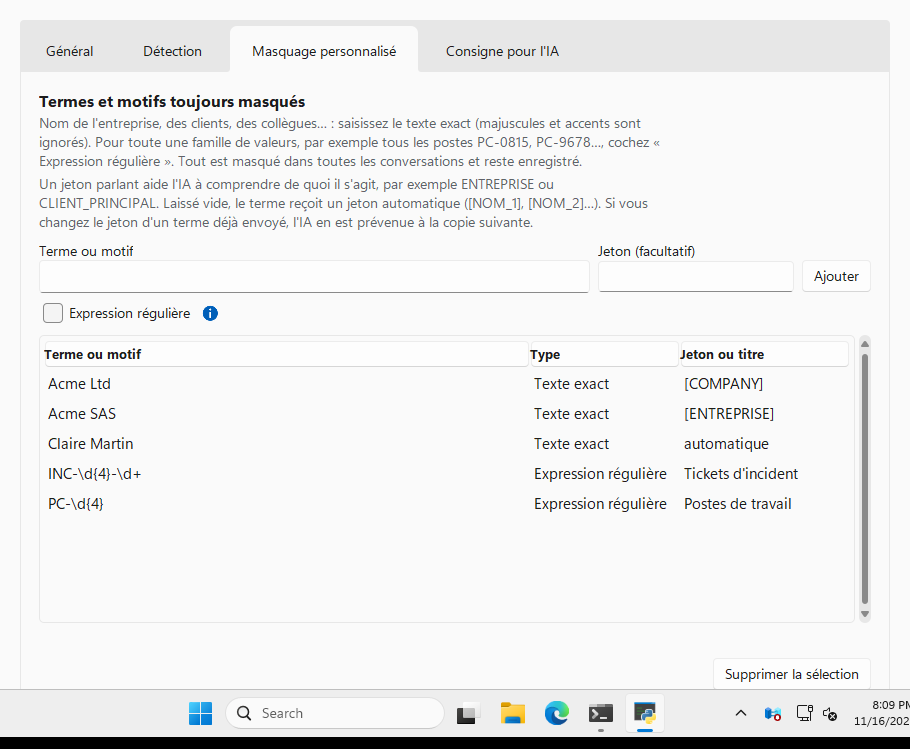 Général Détection Masquage personnalisé Consigne pour l'IA
Termes et motifs toujours masqués
Nom de l'entreprise, des clients, des collègues… : saisissez le texte exact (majuscules et accents sont
ignorés). Pour toute une famille de valeurs, par exemple tous les postes PC-0815, PC-9678…, cochez «
Expression régulière ». Tout est masqué dans toutes les conversations et reste enregistré.
Un jeton parlant aide l'IA à comprendre de quoi il s'agit, par exemple ENTREPRISE ou
CLIENT_PRINCIPAL. Laissé vide, le terme reçoit un jeton automatique ([NOM_1], [NOM_2]…). Si vous
changez le jeton d'un terme déjà envoyé, l'IA en est prévenue à la copie suivante.
Terme ou motif Jeton (facultatif)
Ajouter
Expression régulière
Terme ou motif Type Jeton ou titre
Acme Ltd Texte exact [COMPANY]
Acme SAS Texte exact [ENTREPRISE]
Claire Martin Texte exact automatique
INC-\d{4}-\d+ Expression régulière Tickets d'incident
PC-\d{4} Expression régulière Postes de travail
Supprimer la sélection
Search
8:09 PM
11/16/202